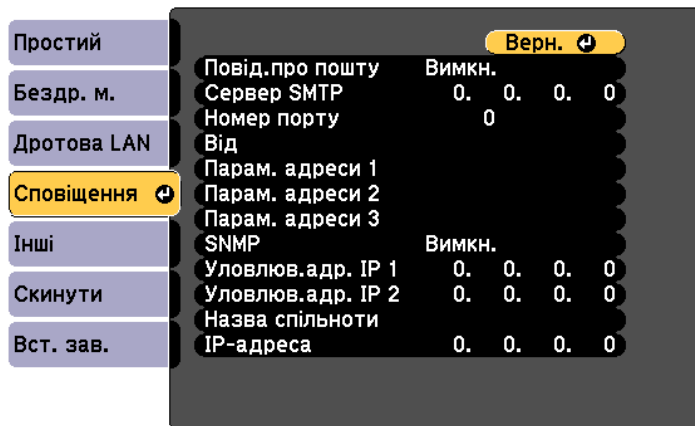 Простий
Бездр. м.
Дротова LAN
Сповіщення
Інші
Скинути
Вст. зав.
Верн.
Повід.про пошту Вимкн.
Сервер SMTP 0. 0. 0. 0
Номер порту 0
Від
Парам. адреси 1
Парам. адреси 2
Парам. адреси 3
SNMP Вимкн.
Уловлюв.адр. IP 1 0. 0. 0. 0
Уловлюв.адр. IP 2 0. 0. 0. 0
Назва спільноти
IP-адреса 0. 0. 0. 0